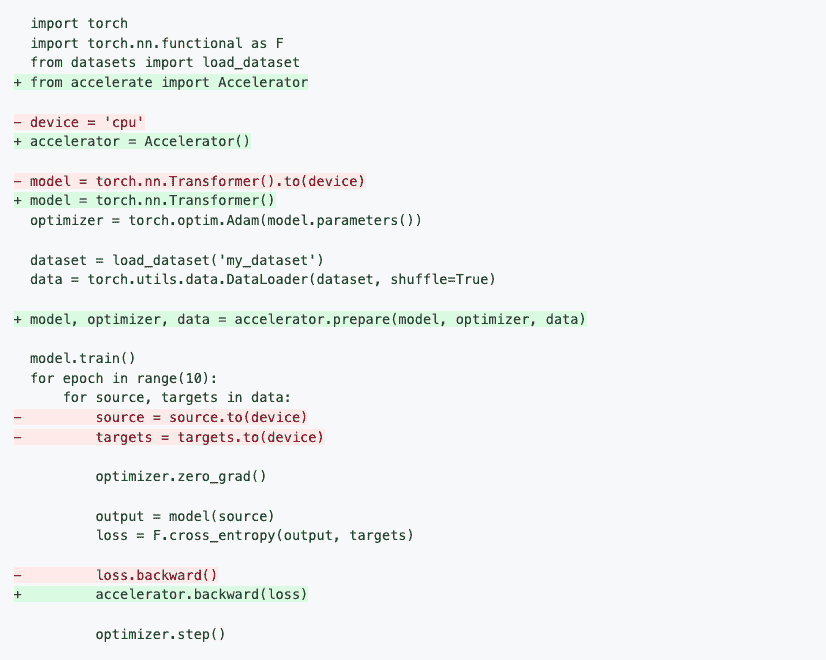 import torch
  import torch.nn.functional as F
  from datasets import load_dataset
+ from accelerate import Accelerator

- device = 'cpu'
+ accelerator = Accelerator()

- model = torch.nn.Transformer().to(device)
+ model = torch.nn.Transformer()
  optimizer = torch.optim.Adam(model.parameters())

  dataset = load_dataset('my_dataset')
  data = torch.utils.data.DataLoader(dataset, shuffle=True)

+ model, optimizer, data = accelerator.prepare(model, optimizer, data)

  model.train()
  for epoch in range(10):
      for source, targets in data:
-         source = source.to(device)
-         targets = targets.to(device)

          optimizer.zero_grad()

          output = model(source)
          loss = F.cross_entropy(output, targets)

-         loss.backward()
+         accelerator.backward(loss)

          optimizer.step()